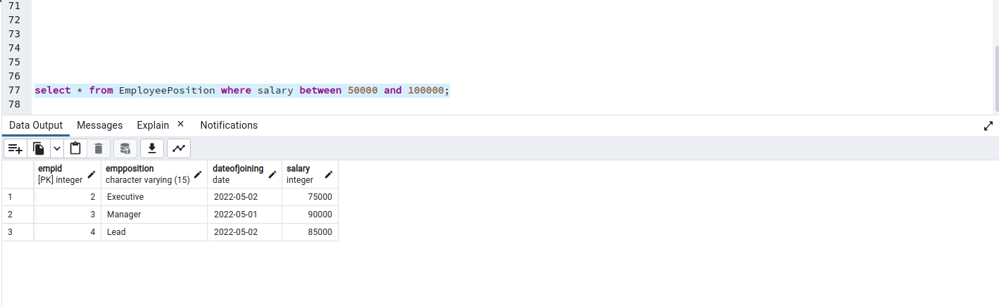 71
72
73
74
75
76
77 select * from EmployeePosition where salary between 50000 and 100000;
78
Data Output Messages Explain × Notifications
empid empposition dateofjoining salary
[PK] integer character varying (15) date integer
1 2 Executive 2022-05-02 75000
2 3 Manager 2022-05-01 90000
3 4 Lead 2022-05-02 85000